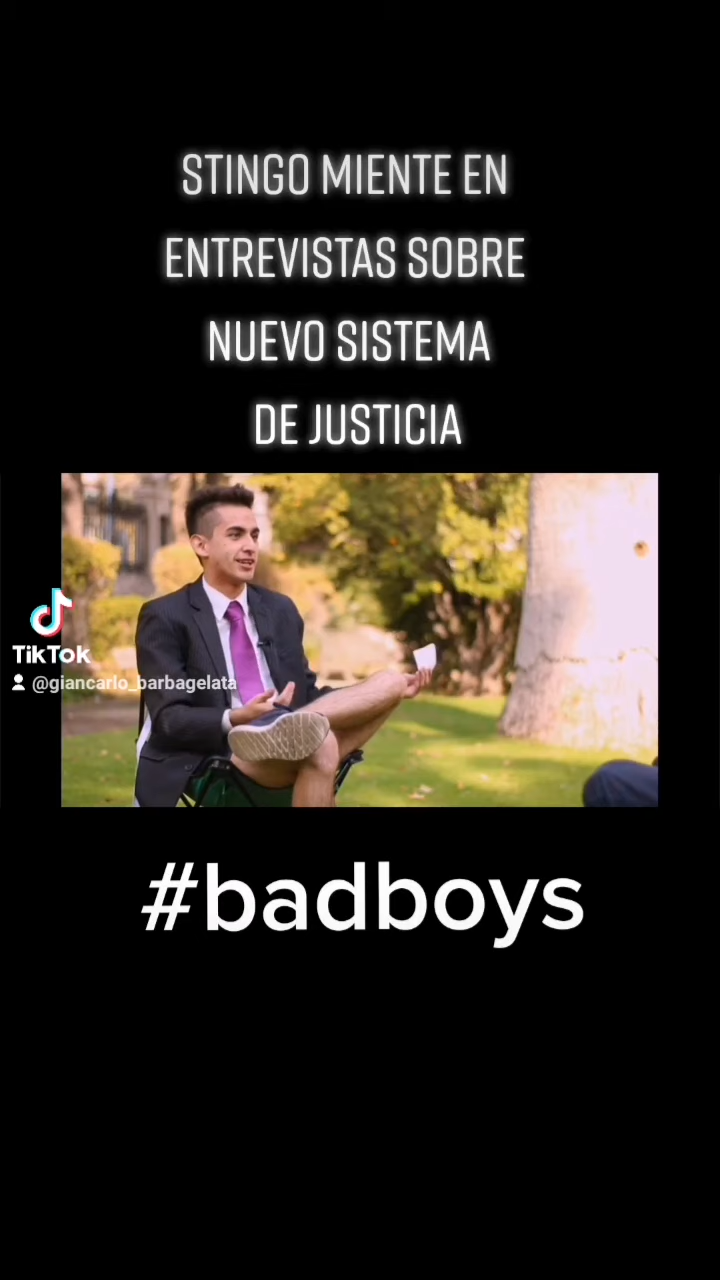 STINGO MIENTE EN
ENTREVISTAS SOBRE
NUEVO SISTEMA
DE JUSTICIA
TikTok
@giancarlo_barbagelata
#badboys